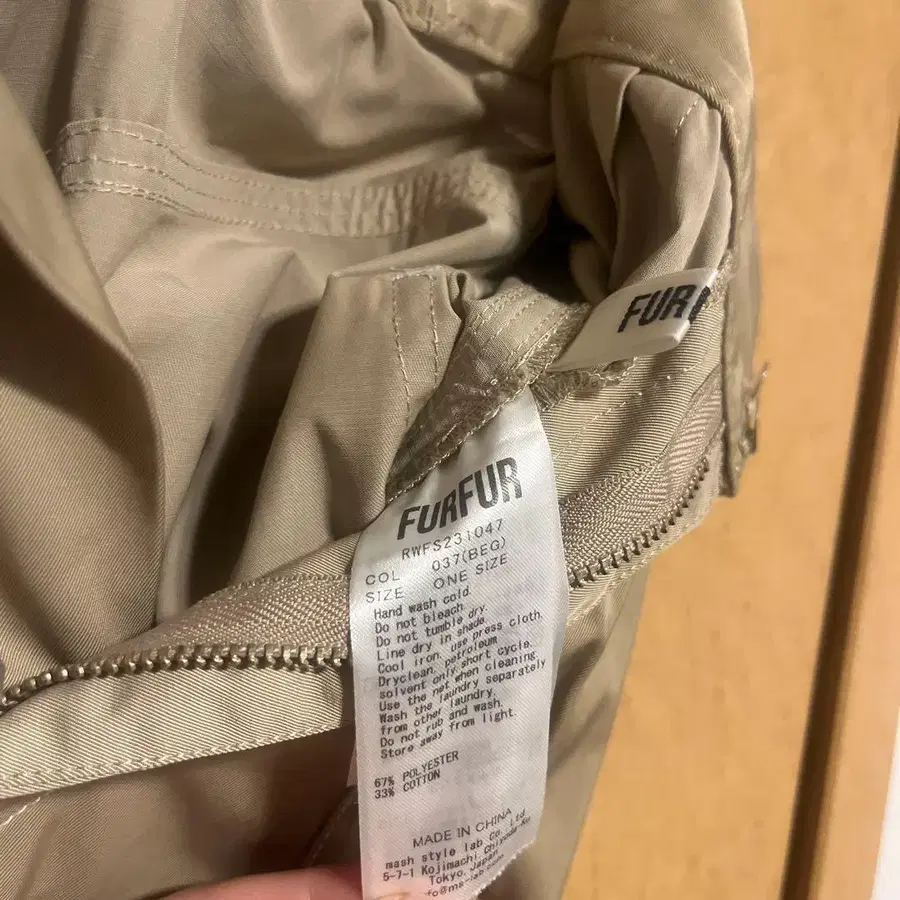 FUR
FURFUR
RWFS231047
COL 037(BEG)
SIZE ONE SIZE
Hand wash cold.
Do not bleach.
Do not tumble dry.
Line dry in shade.
Cool iron, use press cloth.
Dryclean, petroleum
solvent only,short cycle.
Use the net when cleaning
Wash the laundry separately
from other laundry.
Do not rub and wash.
Store away from light.
67% POLYESTER
33% COTTON
MADE IN CHINA
mash style lab Co. Ltd.
5-7-1 Kojimachi, Chiyoda-Ku
Tokyo, Japan